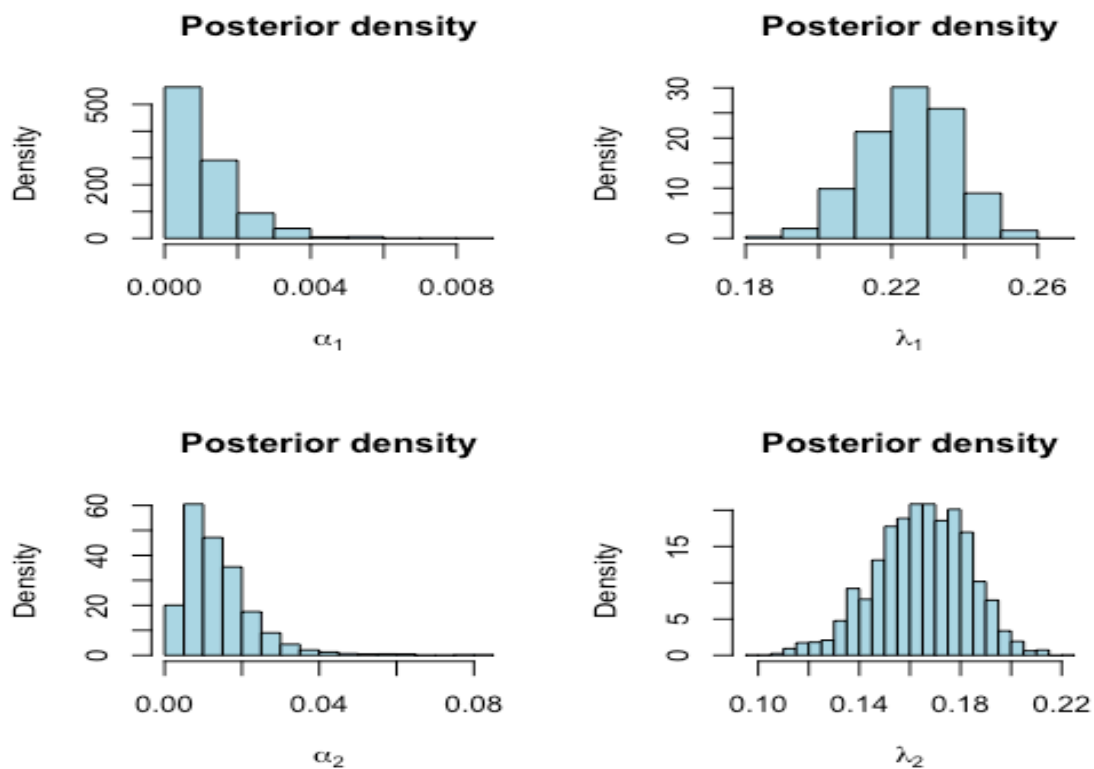 Posterior density
Density
0 200 500
0.000 0.004 0.008
α1
Posterior density
Density
0 10 20 30
0.18 0.22 0.26
λ1
Posterior density
Density
0 20 40 60
0.00 0.04 0.08
α2
Posterior density
Density
0 5 15
0.10 0.14 0.18 0.22
λ2